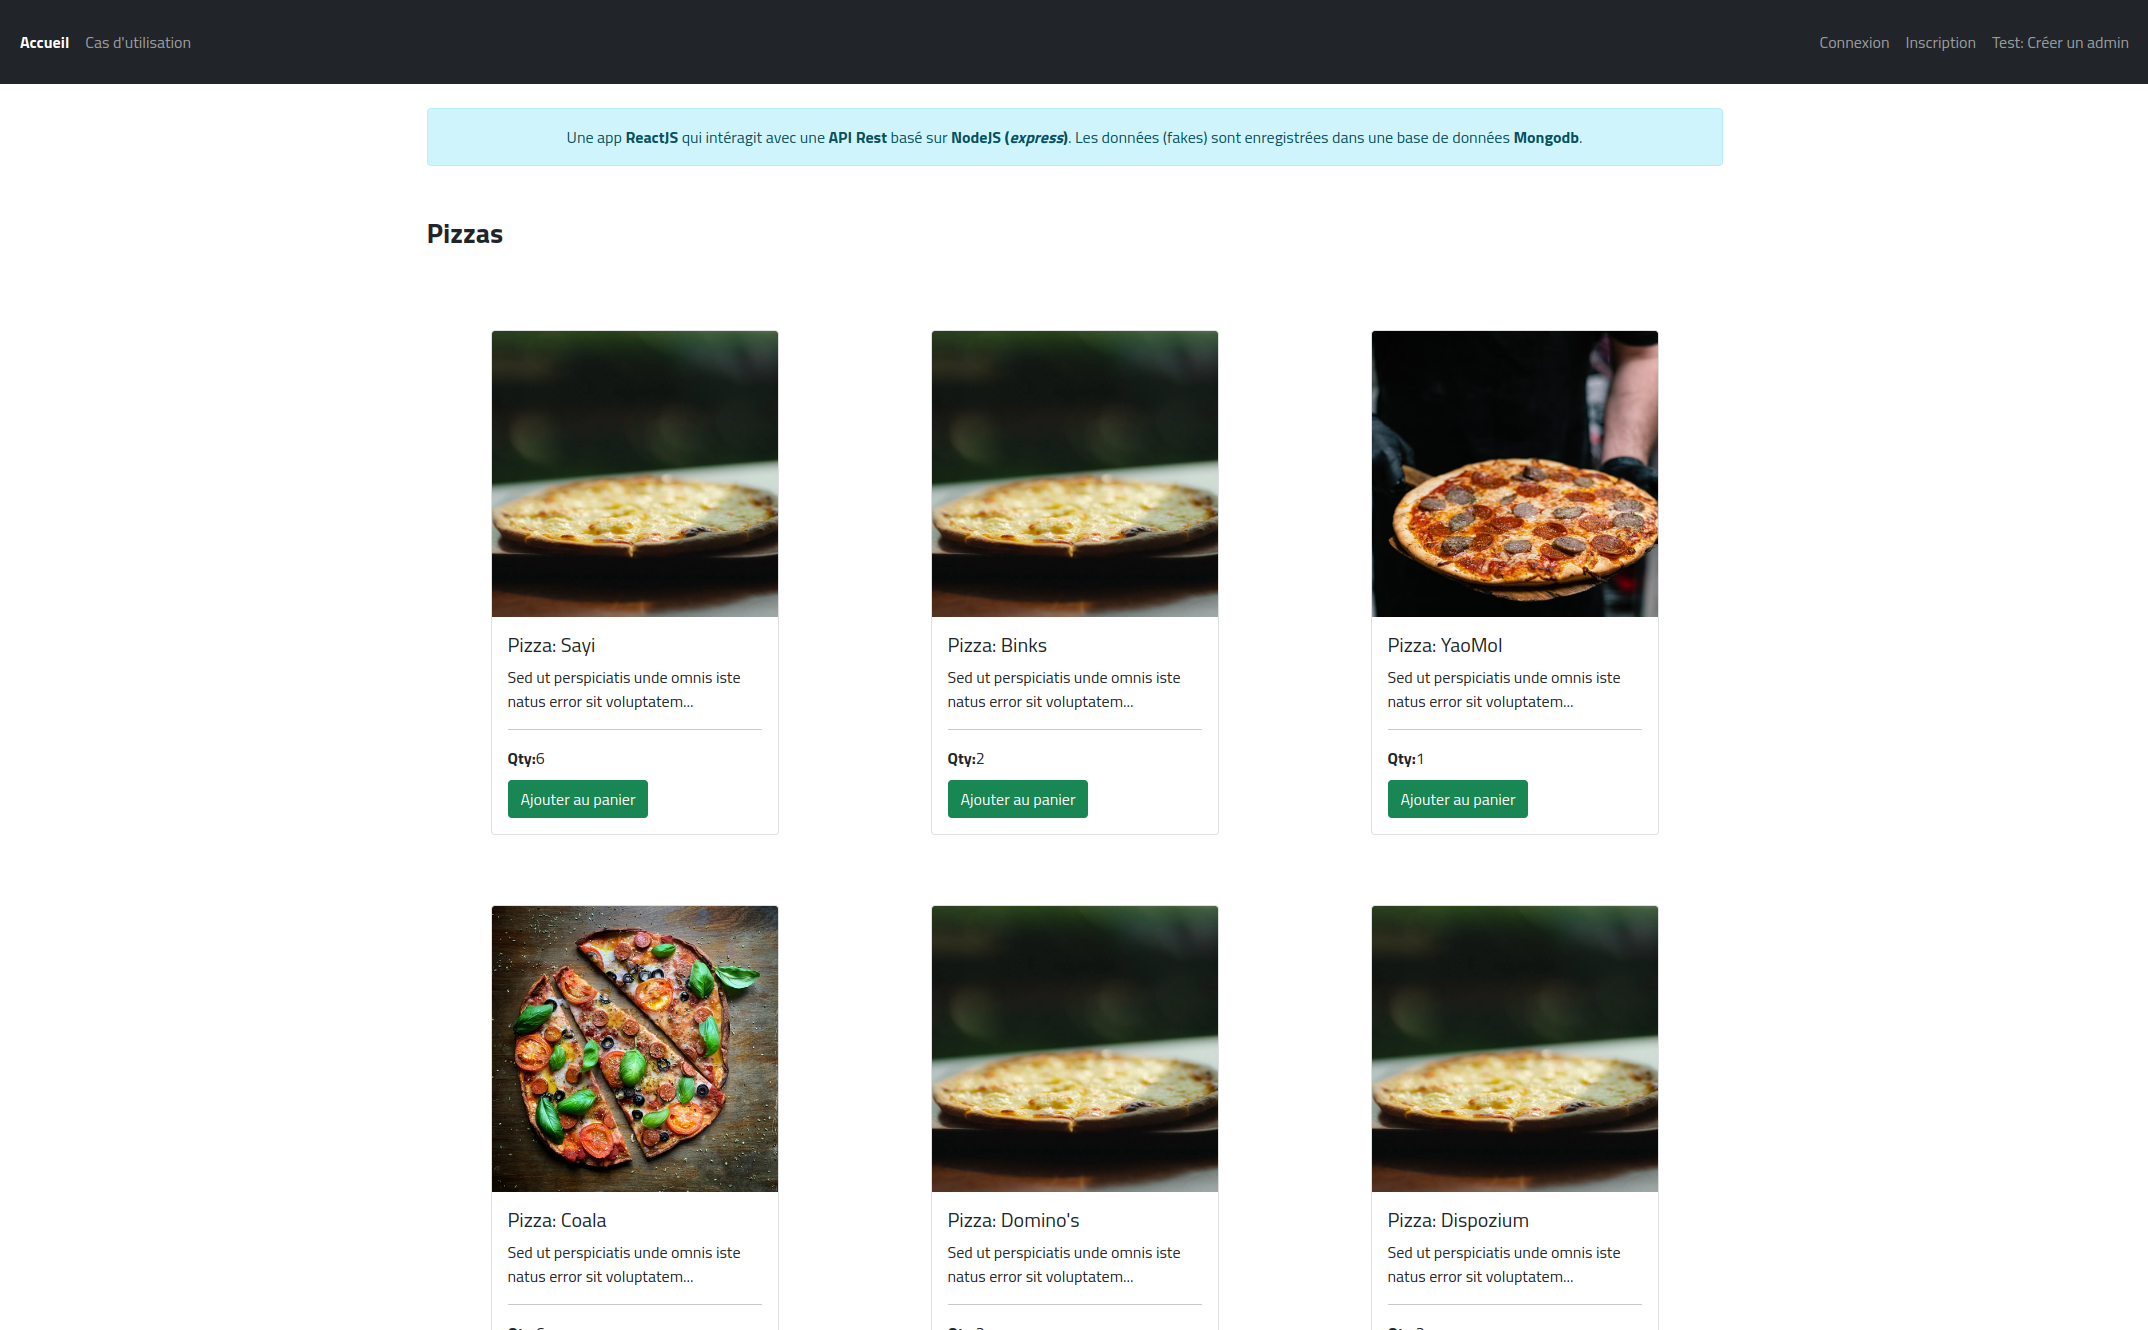 Accueil Cas d'utilisation Connexion Inscription Test: Créer un admin
Une app ReactJS qui intéragit avec une API Rest basé sur NodeJS (express). Les données (fakes) sont enregistrées dans une base de données Mongodb.
Pizzas
Pizza: Sayi
Sed ut perspiciatis unde omnis iste
natus error sit voluptatem...
Qty:6
Ajouter au panier
Pizza: Binks
Sed ut perspiciatis unde omnis iste
natus error sit voluptatem...
Qty:2
Ajouter au panier
Pizza: YaoMol
Sed ut perspiciatis unde omnis iste
natus error sit voluptatem...
Qty:1
Ajouter au panier
Pizza: Coala
Sed ut perspiciatis unde omnis iste
natus error sit voluptatem...
Pizza: Domino's
Sed ut perspiciatis unde omnis iste
natus error sit voluptatem...
Pizza: Dispozium
Sed ut perspiciatis unde omnis iste
natus error sit voluptatem...